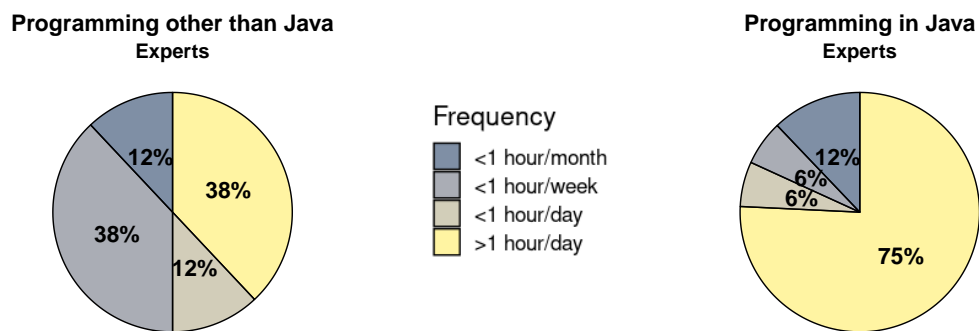 Programming other than Java
Experts
12%
38%
38%
12%
Frequency
<1 hour/month
<1 hour/week
<1 hour/day
>1 hour/day
Programming in Java
Experts
12%
6%
6%
75%